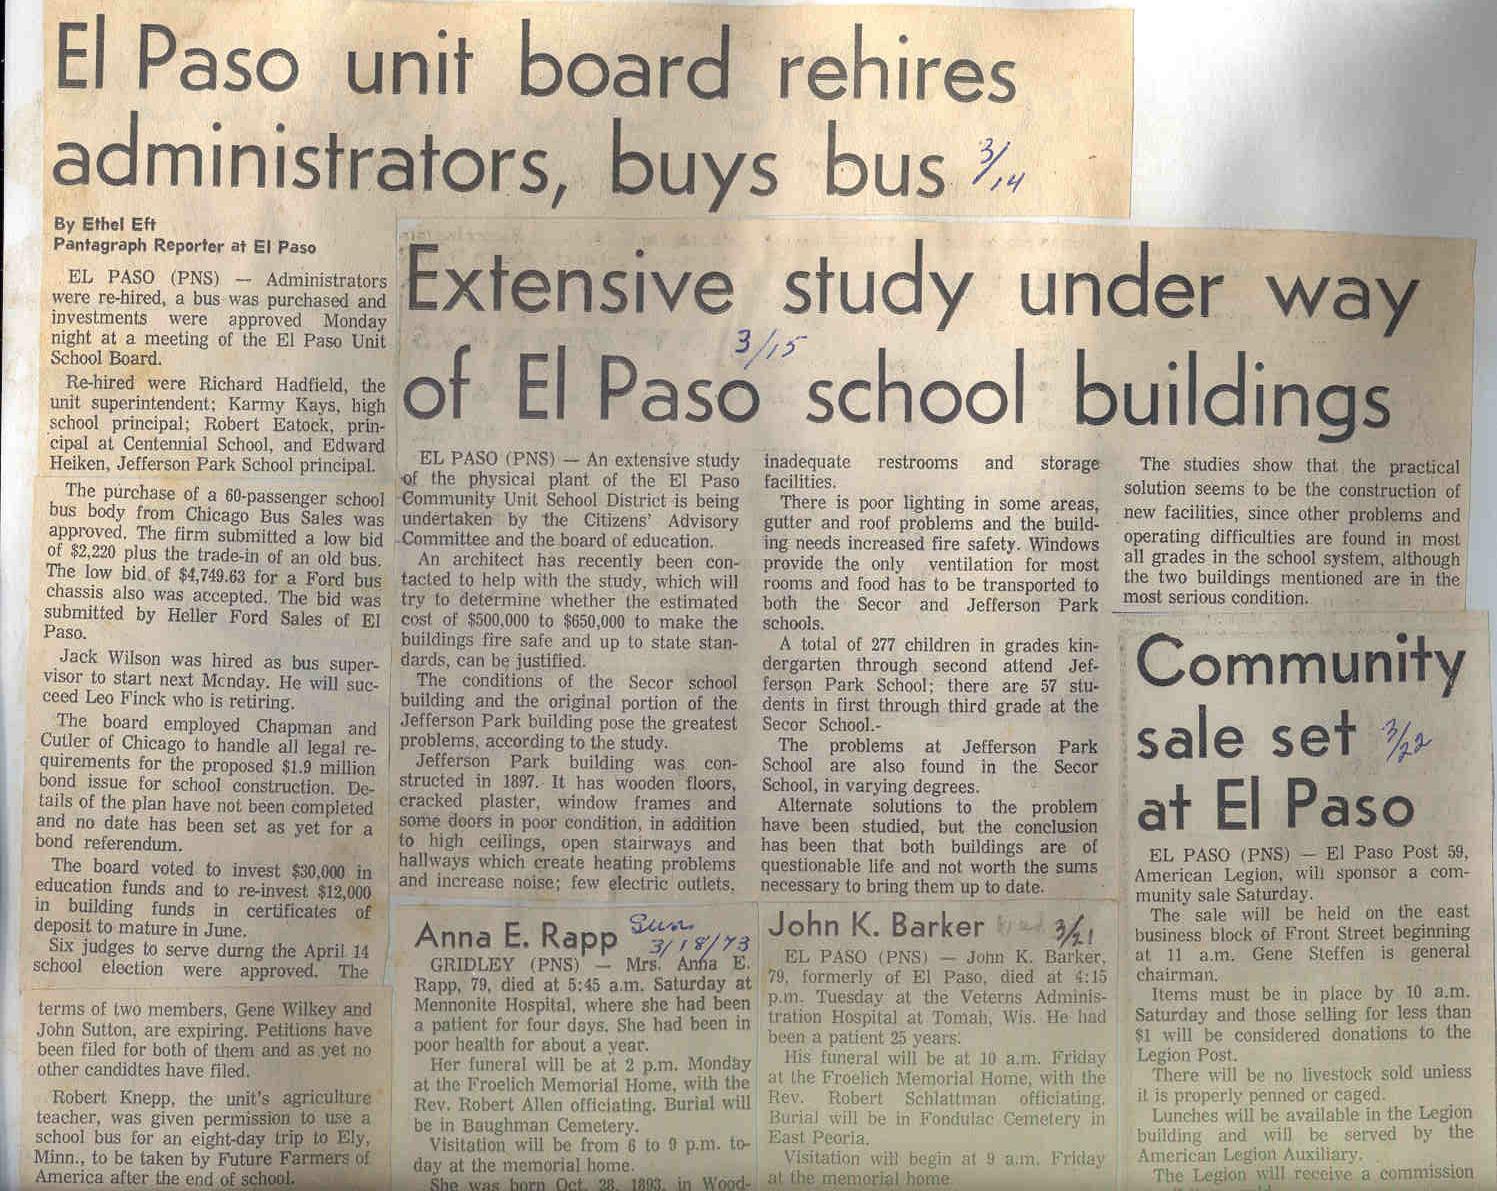 El Paso unit board rehires
administrators, buys bus 3/14
By Ethel Eft
Pantagraph Reporter at El Paso
EL PASO (PNS) — Administrators
were re-hired, a bus was purchased and
investments were approved Monday
night at a meeting of the El Paso Unit
School Board.
Re-hired were Richard Hadfield, the
unit superintendent; Karmy Kays, high
school principal; Robert Eatock, prin-
cipal at Centennial School, and Edward
Heiken, Jefferson Park School principal.
The purchase of a 60-passenger school
bus body from Chicago Bus Sales was
approved. The firm submitted a low bid
of $2,220 plus the trade-in of an old bus.
The low bid of $4,749.63 for a Ford bus
chassis also was accepted. The bid was
submitted by Heller Ford Sales of El
Paso.
Jack Wilson was hired as bus super-
visor to start next Monday. He will suc-
ceed Leo Finck who is retiring.
The board employed Chapman and
Cutler of Chicago to handle all legal re-
quirements for the proposed $1.9 million
bond issue for school construction. De-
tails of the plan have not been completed
and no date has been set as yet for a
bond referendum.
The board voted to invest $30,000 in
education funds and to re-invest $12,000
in building funds in certificates of
deposit to mature in June.
Six judges to serve durng the April 14
school election were approved. The
terms of two members, Gene Wilkey and
John Sutton, are expiring. Petitions have
been filed for both of them and as yet no
other candidtes have filed.
Robert Knepp, the unit's agriculture
teacher, was given permission to use a
school bus for an eight-day trip to Ely,
Minn., to be taken by Future Farmers of
America after the end of school.
Extensive study under way
3/15
of El Paso school buildings
EL PASO (PNS) — An extensive study
of the physical plant of the El Paso
Community Unit School District is being
undertaken by the Citizens' Advisory
Committee and the board of education.
An architect has recently been con-
tacted to help with the study, which will
try to determine whether the estimated
cost of $500,000 to $650,000 to make the
buildings fire safe and up to state stan-
dards, can be justified.
The conditions of the Secor school
building and the original portion of the
Jefferson Park building pose the greatest
problems, according to the study.
Jefferson Park building was con-
structed in 1897. It has wooden floors,
cracked plaster, window frames and
some doors in poor condition, in addition
to high ceilings, open stairways and
hallways which create heating problems
and increase noise; few electric outlets,
inadequate restrooms and storage
facilities.
There is poor lighting in some areas,
gutter and roof problems and the build-
ing needs increased fire safety. Windows
provide the only ventilation for most
rooms and food has to be transported to
both the Secor and Jefferson Park
schools.
A total of 277 children in grades kin-
dergarten through second attend Jef-
ferson Park School; there are 57 stu-
dents in first through third grade at the
Secor School.
The problems at Jefferson Park
School are also found in the Secor
School, in varying degrees.
Alternate solutions to the problem
have been studied, but the conclusion
has been that both buildings are of
questionable life and not worth the sums
necessary to bring them up to date.
The studies show that the practical
solution seems to be the construction of
new facilities, since other problems and
operating difficulties are found in most
all grades in the school system, although
the two buildings mentioned are in the
most serious condition.
Anna E. Rapp Sun
3/18/73
GRIDLEY (PNS) — Mrs. Anna E.
Rapp, 79, died at 5:45 a.m. Saturday at
Mennonite Hospital, where she had been
a patient for four days. She had been in
poor health for about a year.
Her funeral will be at 2 p.m. Monday
at the Froelich Memorial Home, with the
Rev. Robert Allen officiating. Burial will
be in Baughman Cemetery.
Visitation will be from 6 to 9 p.m. to-
day at the memorial home.
She was born Oct. 28, 1893, in Wood-
John K. Barker Wed 3/21
EL PASO (PNS) — John K. Barker,
79, formerly of El Paso, died at 4:15
p.m. Tuesday at the Veterns Adminis-
tration Hospital at Tomah, Wis. He had
been a patient 25 years.
His funeral will be at 10 a.m. Friday
at the Froelich Memorial Home, with the
Rev. Robert Schlattman officiating.
Burial will be in Fondulac Cemetery in
East Peoria.
Visitation will begin at 9 a.m. Friday
at the memorial home.
Community
sale set 3/22
at El Paso
EL PASO (PNS) — El Paso Post 59,
American Legion, will sponsor a com-
munity sale Saturday.
The sale will be held on the east
business block of Front Street beginning
at 11 a.m. Gene Steffen is general
chairman.
Items must be in place by 10 a.m.
Saturday and those selling for less than
$1 will be considered donations to the
Legion Post.
There will be no livestock sold unless
it is properly penned or caged.
Lunches will be available in the Legion
building and will be served by the
American Legion Auxiliary.
The Legion will receive a commission